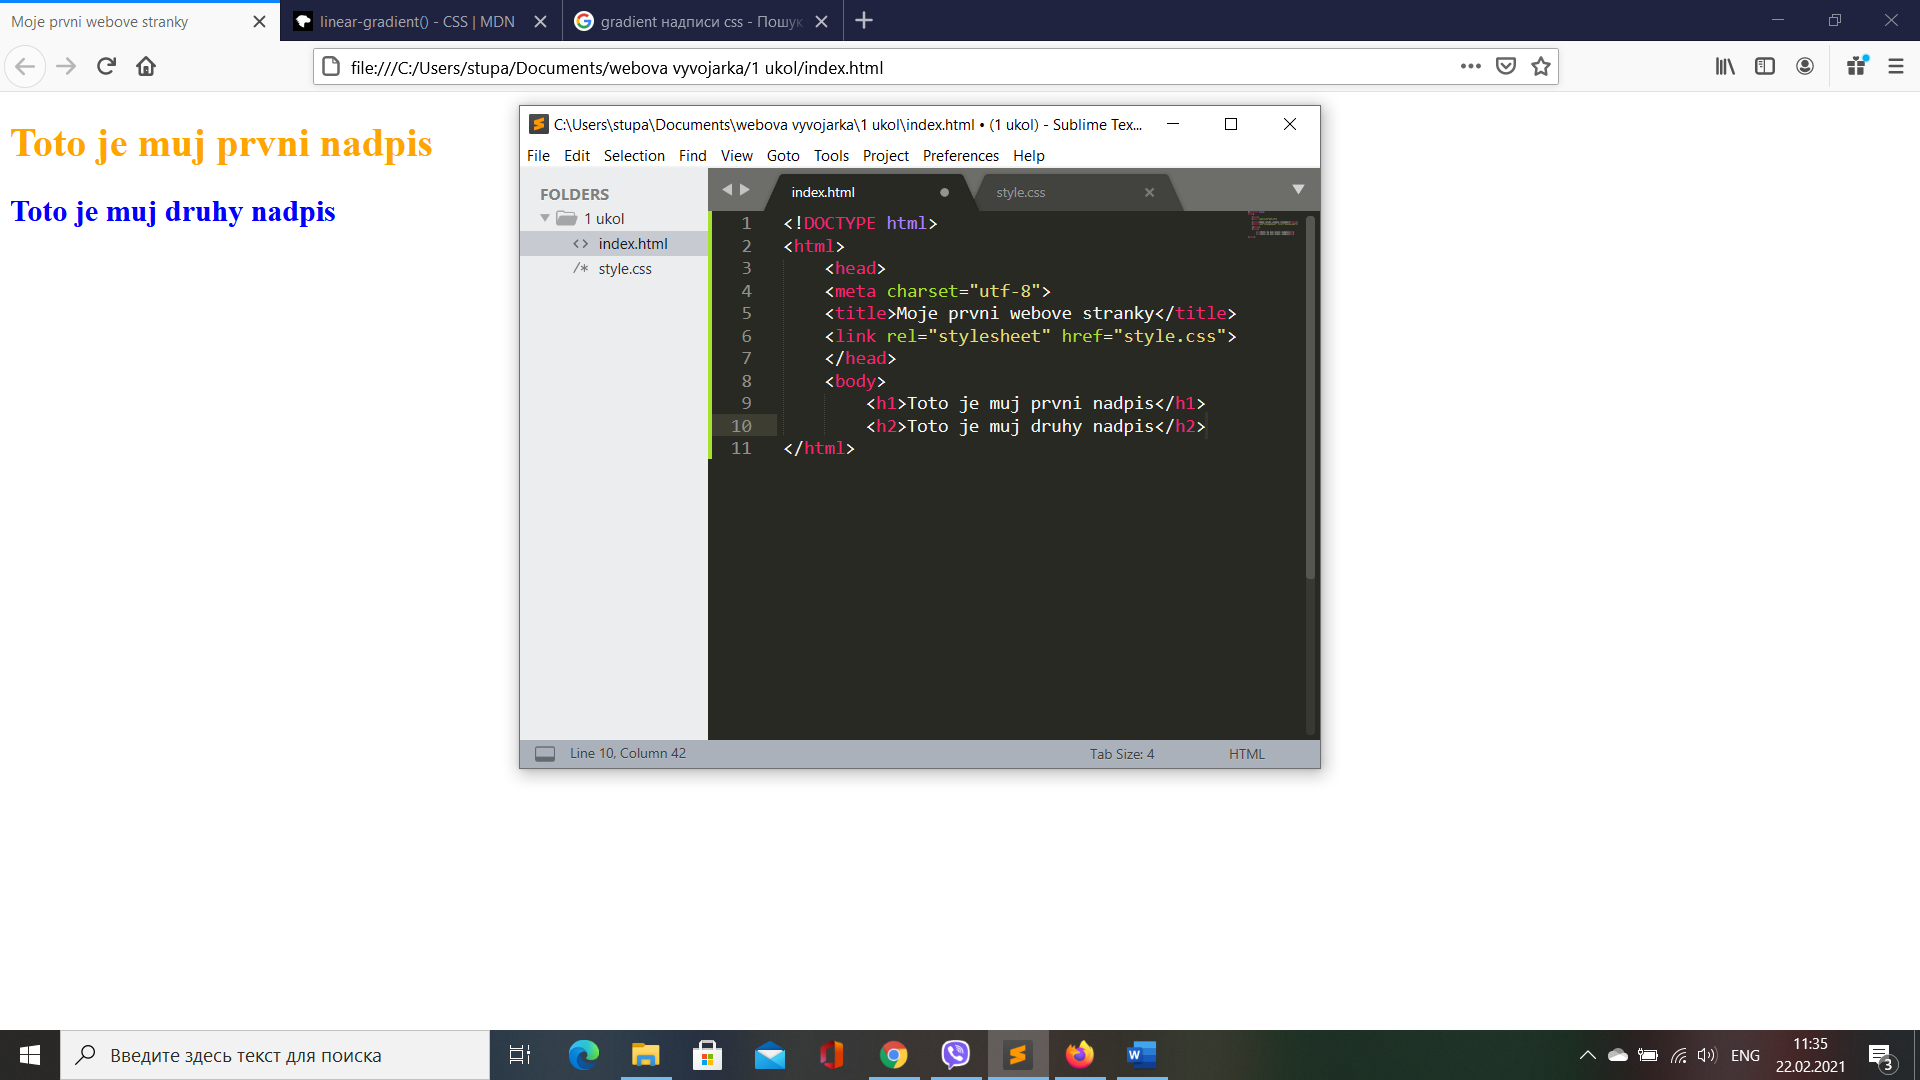 Moje prvni webove stranky
linear-gradient() - CSS | MDN
gradient надписи css - Пошук
file:///C:/Users/stupa/Documents/webova vyvojarka/1 ukol/index.html
Toto je muj prvni nadpis
Toto je muj druhy nadpis
C:\Users\stupa\Documents\webova vyvojarka\1 ukol\index.html • (1 ukol) - Sublime Tex...
File Edit Selection Find View Goto Tools Project Preferences Help
FOLDERS
1 ukol
<> index.html
/* style.css
index.html
style.css
1 <!DOCTYPE html>
2 <html>
3 <head>
4 <meta charset="utf-8">
5 <title>Moje prvni webove stranky</title>
6 <link rel="stylesheet" href="style.css">
7 </head>
8 <body>
9 <h1>Toto je muj prvni nadpis</h1>
10 <h2>Toto je muj druhy nadpis</h2>
11 </html>
Line 10, Column 42
Tab Size: 4
HTML
Введите здесь текст для поиска
ENG
11:35
22.02.2021
3